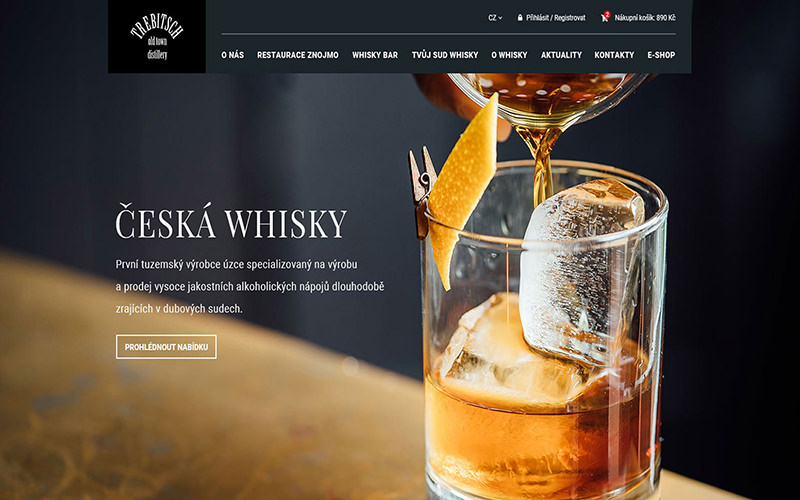 TREBITSCH
old town
distillery
CZ
Přihlásit / Registrovat
2
Nákupní košík: 890 Kč
O NÁS
RESTAURACE ZNOJMO
WHISKY BAR
TVŮJ SUD WHISKY
O WHISKY
AKTUALITY
KONTAKTY
E-SHOP
ČESKÁ WHISKY
První tuzemský výrobce úzce specializovaný na výrobu
a prodej vysoce jakostních alkoholických nápojů dlouhodobě
zrajících v dubových sudech.
PROHLÉDNOUT NABÍDKU